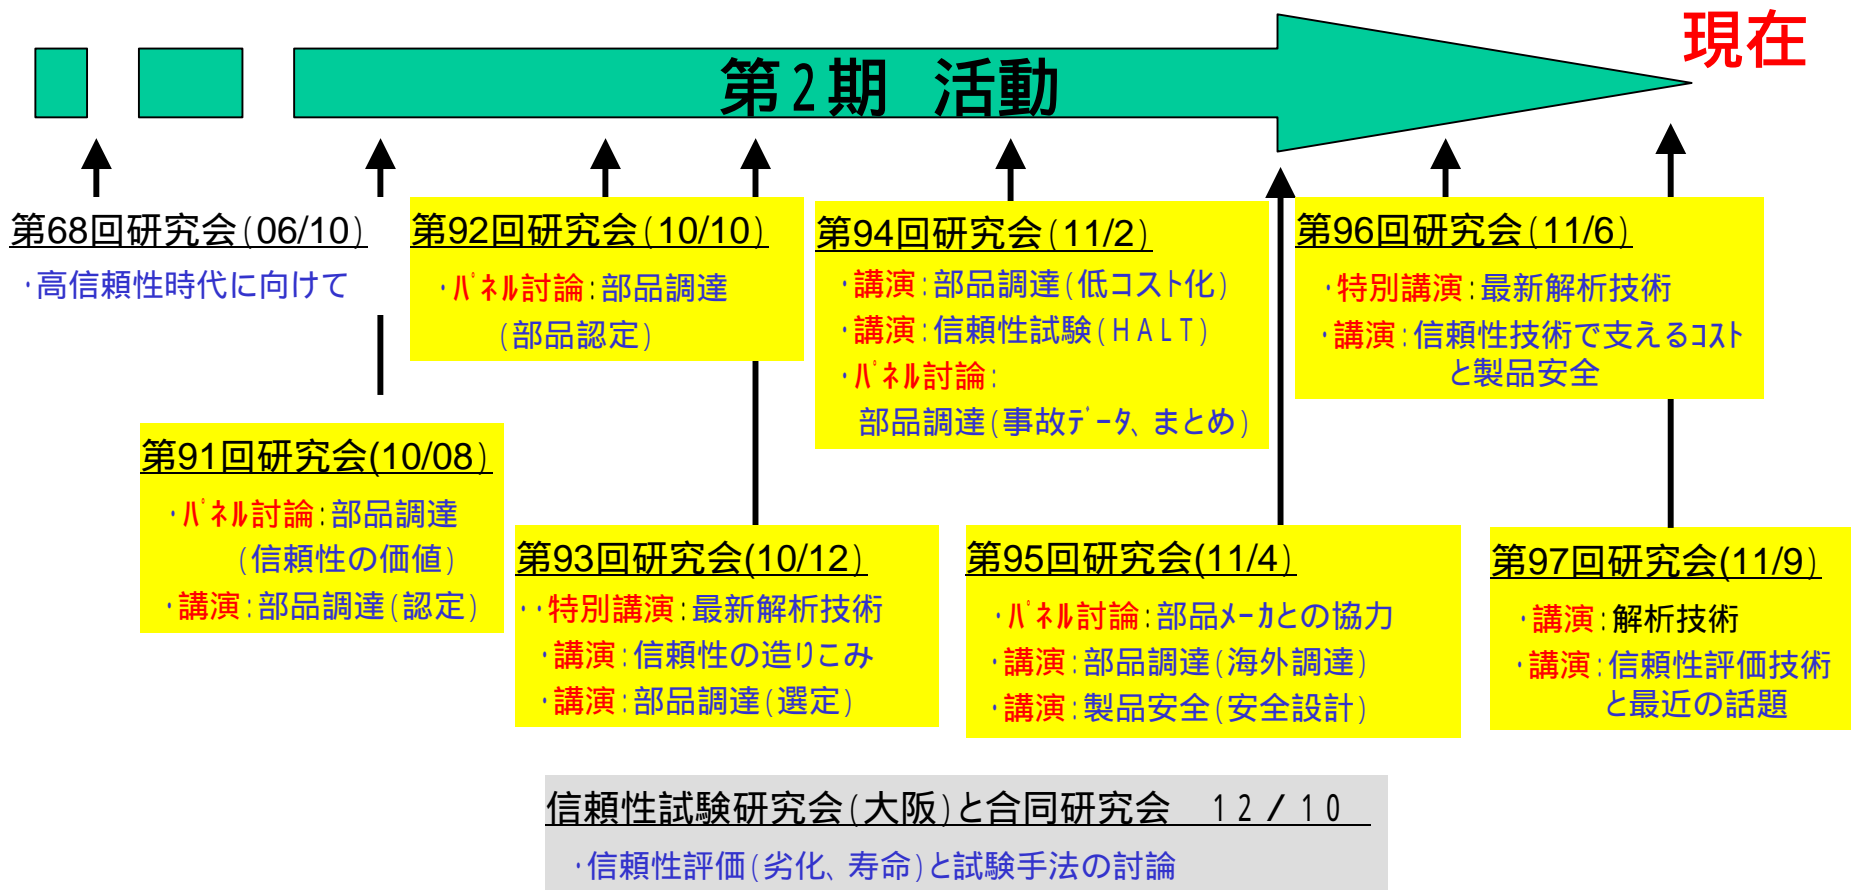 現在
第2期 活動
第68回研究会(06/10)
・高信頼性時代に向けて
第92回研究会(10/10)
・ﾊﾟﾈﾙ討論:部品調達
(部品認定)
第94回研究会(11/2)
・講演:部品調達(低コスト化)
・講演:信頼性試験(HALT)
・ﾊﾟﾈﾙ討論:
部品調達(事故ﾃﾞｰﾀ、まとめ)
第96回研究会(11/6)
・特別講演:最新解析技術
・講演:信頼性技術で支えるｺｽﾄ
と製品安全
第91回研究会(10/08)
・ﾊﾟﾈﾙ討論:部品調達
(信頼性の価値)
・講演:部品調達(認定)
第93回研究会(10/12)
・・特別講演:最新解析技術
・講演:信頼性の造りこみ
・講演:部品調達(選定)
第95回研究会(11/4)
・ﾊﾟﾈﾙ討論:部品ﾒｰｶとの協力
・講演:部品調達(海外調達)
・講演:製品安全(安全設計)
第97回研究会(11/9)
・講演:解析技術
・講演:信頼性評価技術
と最近の話題
信頼性試験研究会(大阪)と合同研究会 12/10
・信頼性評価(劣化、寿命)と試験手法の討論